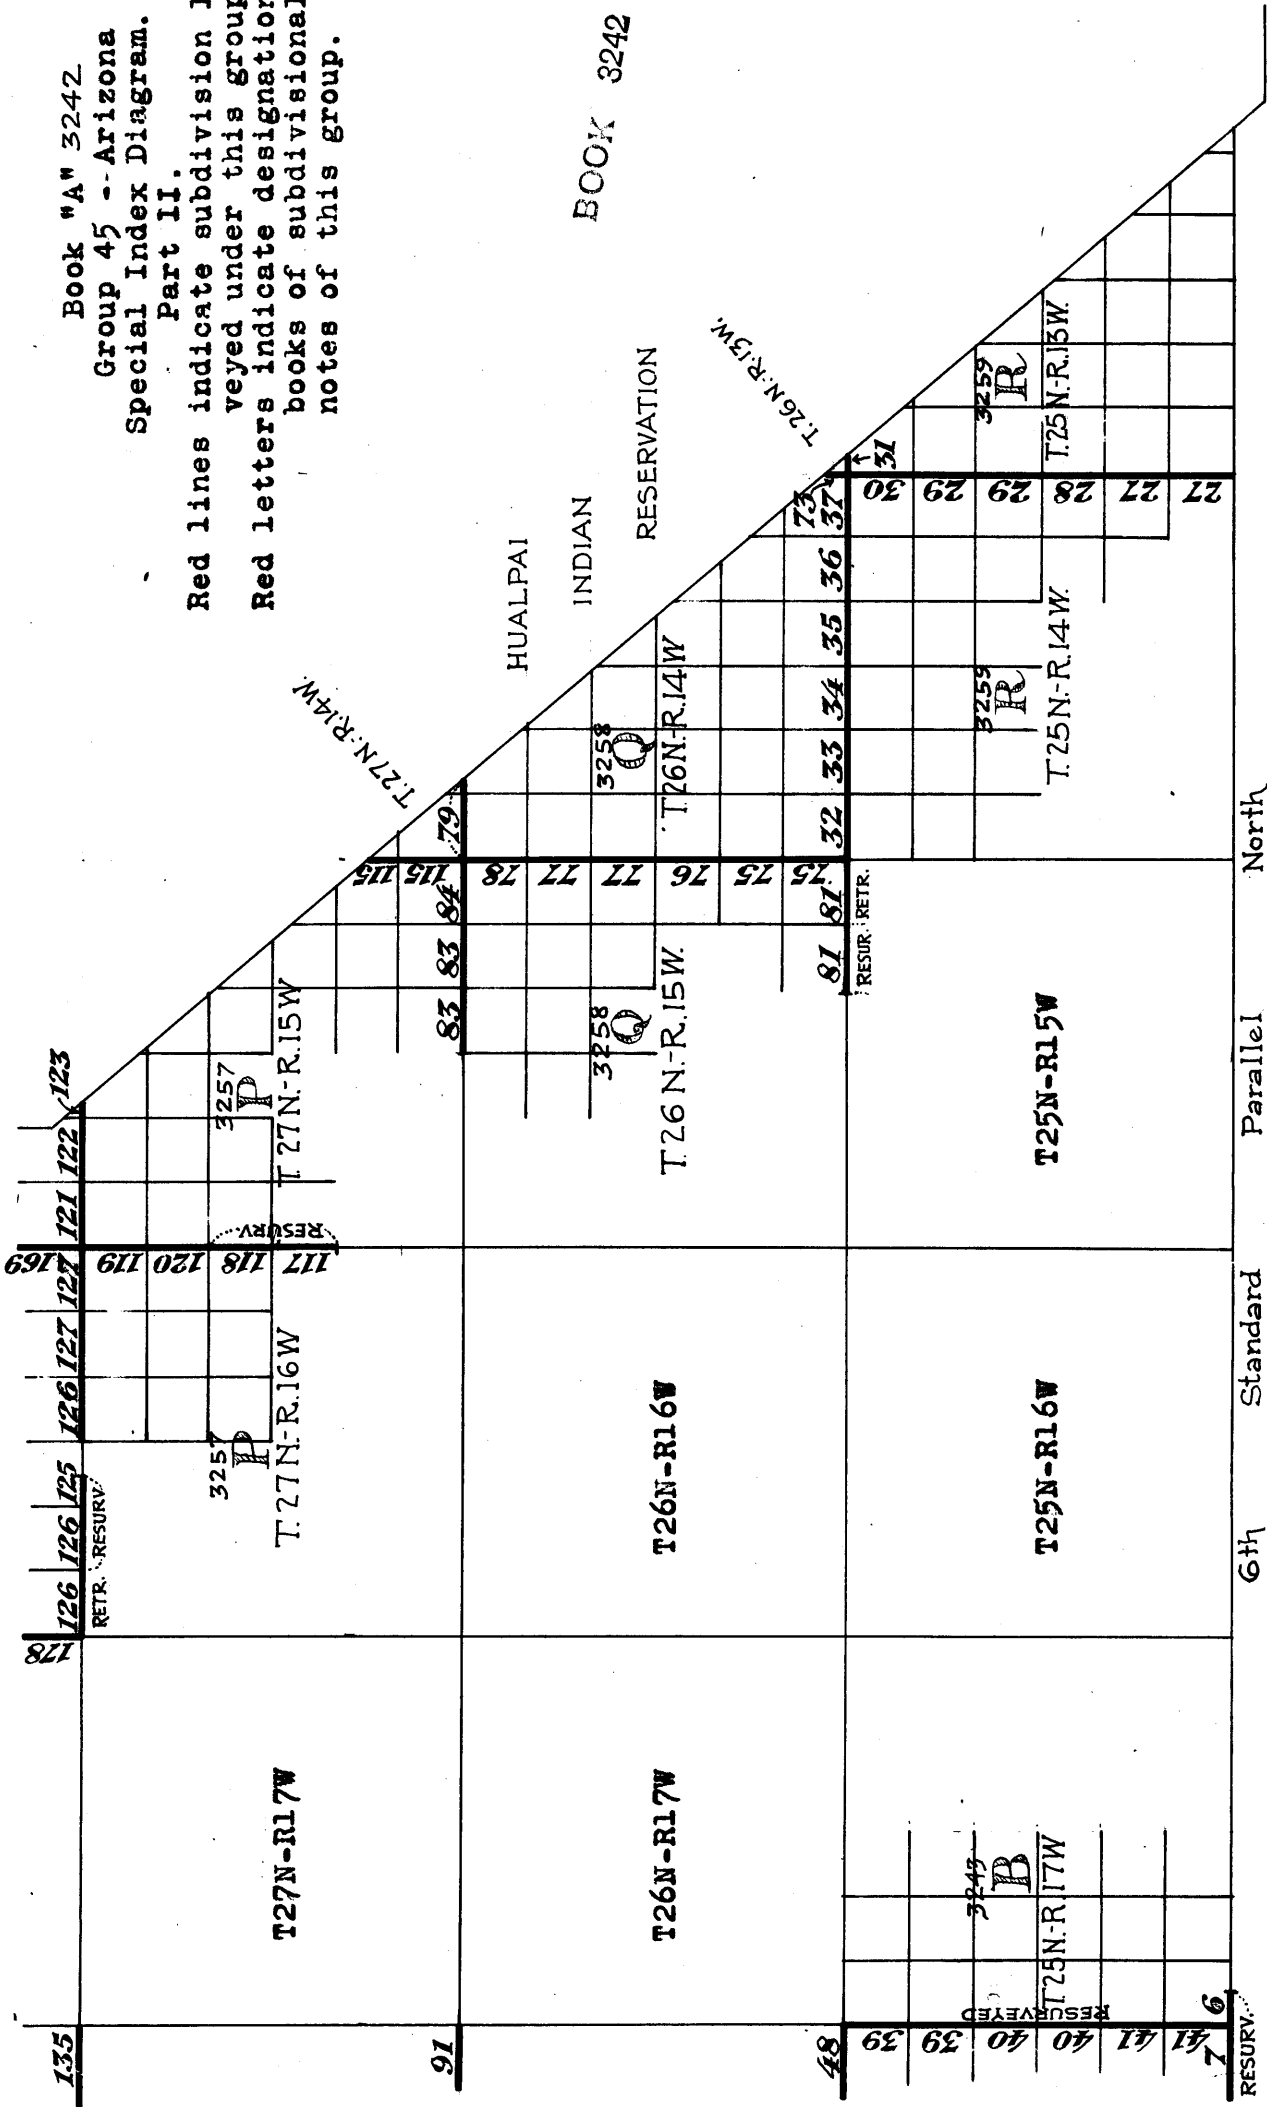 Book "A" 3242
Group 45 -- Arizona
Special Index Diagram.
Part II.
Red lines indicate subdivision
veyed under this group
Red letters indicate designation
books of subdivisional
notes of this group.
BOOK 3242
HUALPAI
INDIAN
RESERVATION
T.27N.-R.14W.
T.26N.-R.13W.
135
178
126 126 125
RETR. RESURV.
126 127 127
169
121 122 123
119
120
118
117
RESURV.
T27N-R17W
3257
P
T.27N.-R.16W
3257
P
T.27N.-R.15W
115
115
91
83 83 84 79
78
77
77
76
75
75
T26N-R17W
T26N-R16W
3258
Q
T.26N.-R.15W.
3258
Q
T.26N.-R.14W
48
81 81 32 33 34 35 36 37
73
31
RESUR. RETR.
39
39
40
40
41
41
RESURVEYED
3243
B
T.25N.-R.17W
T25N-R16W
T25N-R15W
3259
R
T.25N.-R.14W.
30
29
29
28
27
27
3259
R
T.25N.-R.13W.
7 6
RESURV.
6th Standard Parallel North